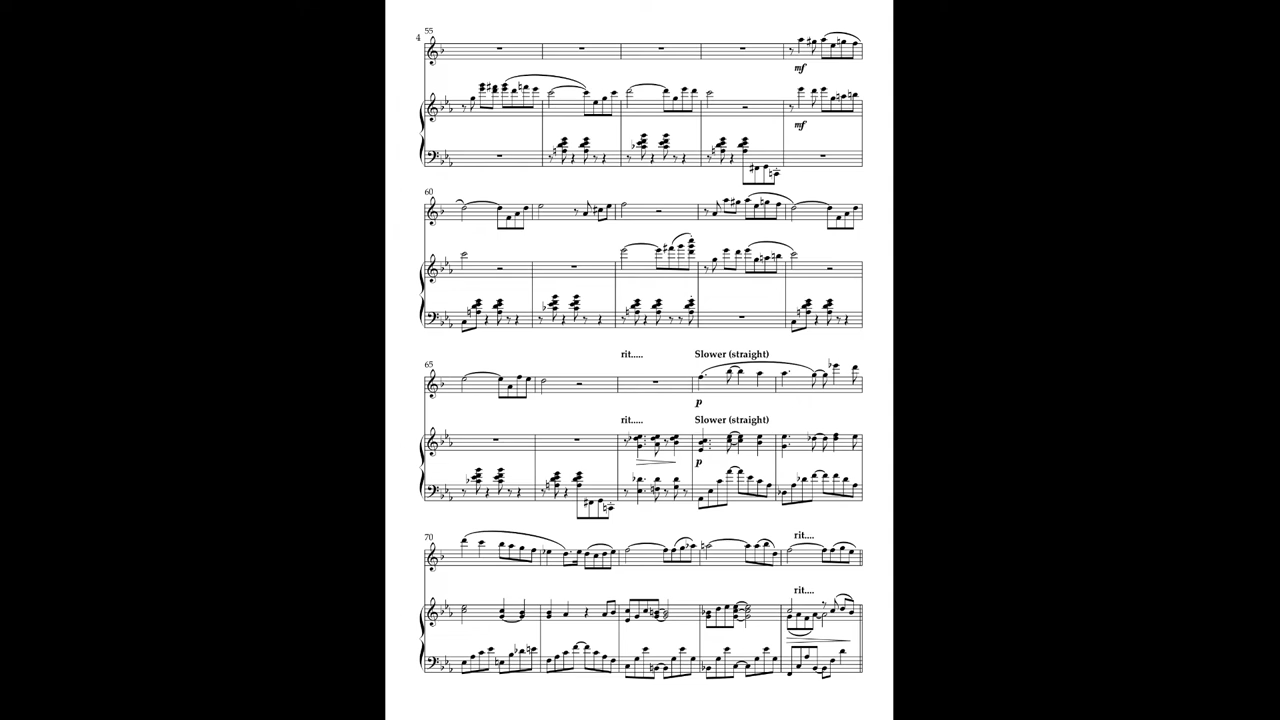 4
55
mf
mf
60
rit.....
Slower (straight)
65
p
rit.....
Slower (straight)
p
70
rit....
rit....